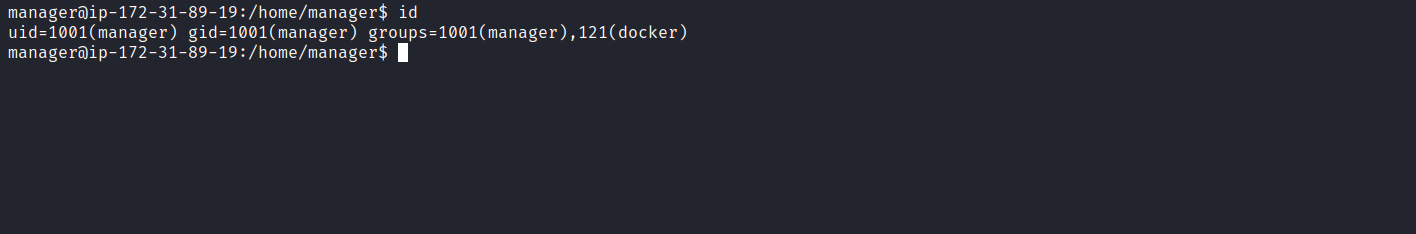 manager@ip-172-31-89-19:/home/manager$ id
uid=1001(manager) gid=1001(manager) groups=1001(manager),121(docker)
manager@ip-172-31-89-19:/home/manager$